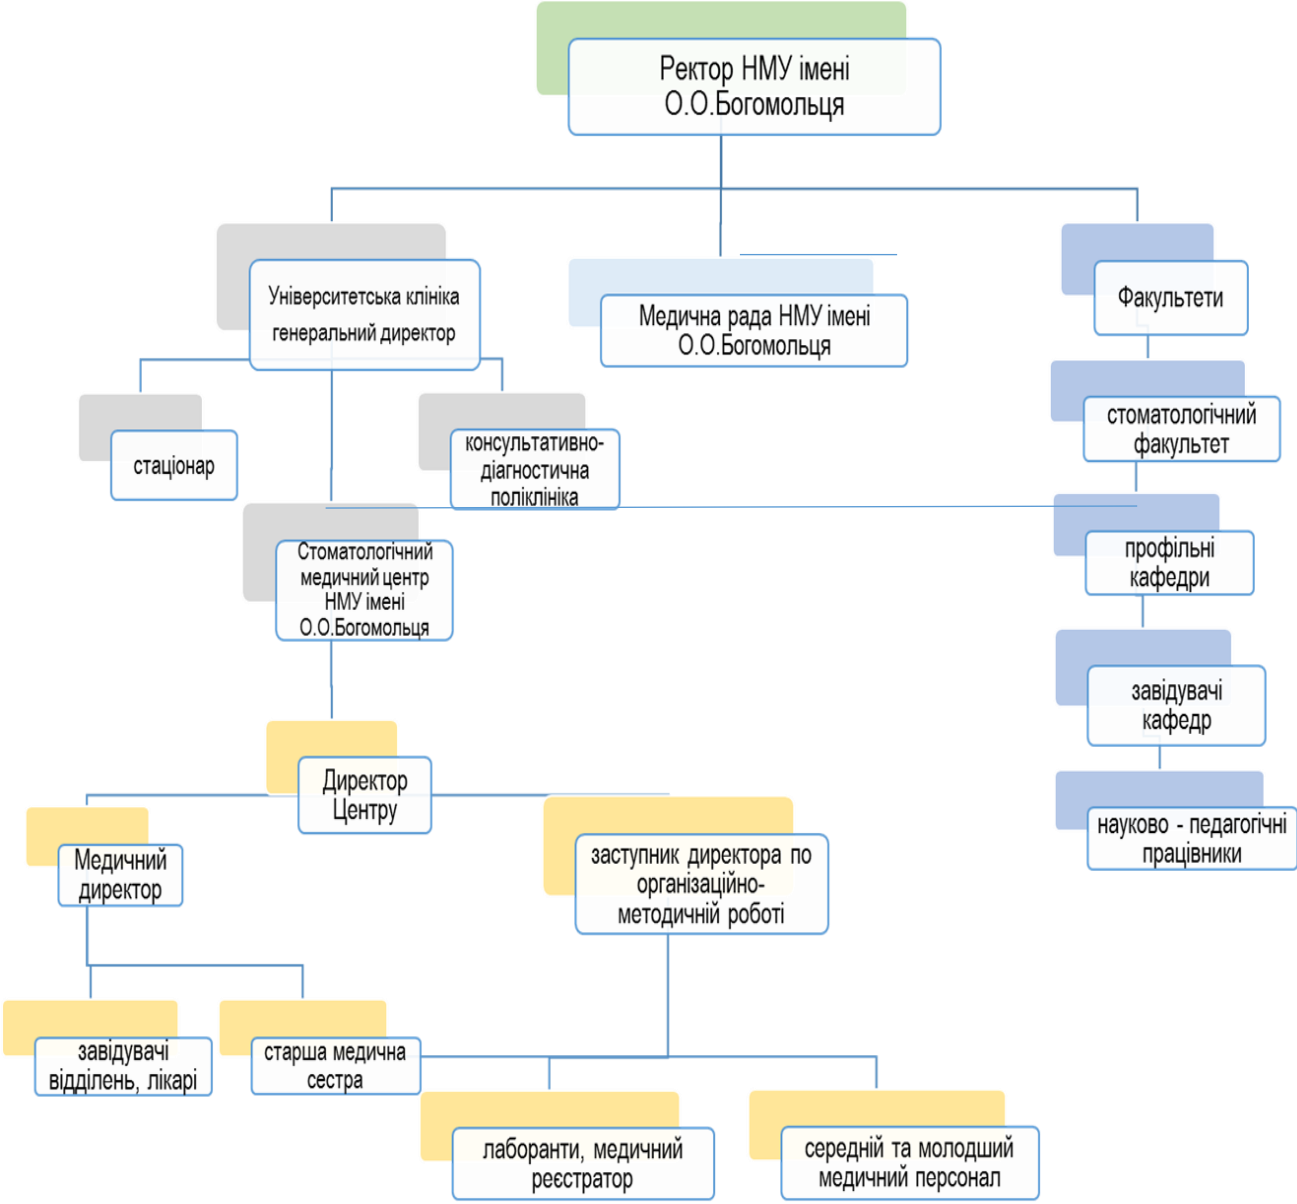 Ректор НМУ імені
О.О.Богомольця
Університетська клініка
генеральний директор
Медична рада НМУ імені
О.О.Богомольця
Факультети
стаціонар
консультативно-
діагностична
поліклініка
стоматологічний
факультет
Стоматологічний
медичний центр
НМУ імені
О.О.Богомольця
профільні
кафедри
завідувачі
кафедр
Директор
Центру
науково - педагогічні
працівники
Медичний
директор
заступник директора по
організаційно-
методичній роботі
завідувачі
відділень, лікарі
старша медична
сестра
лаборанти, медичний
реєстратор
середній та молодший
медичний персонал